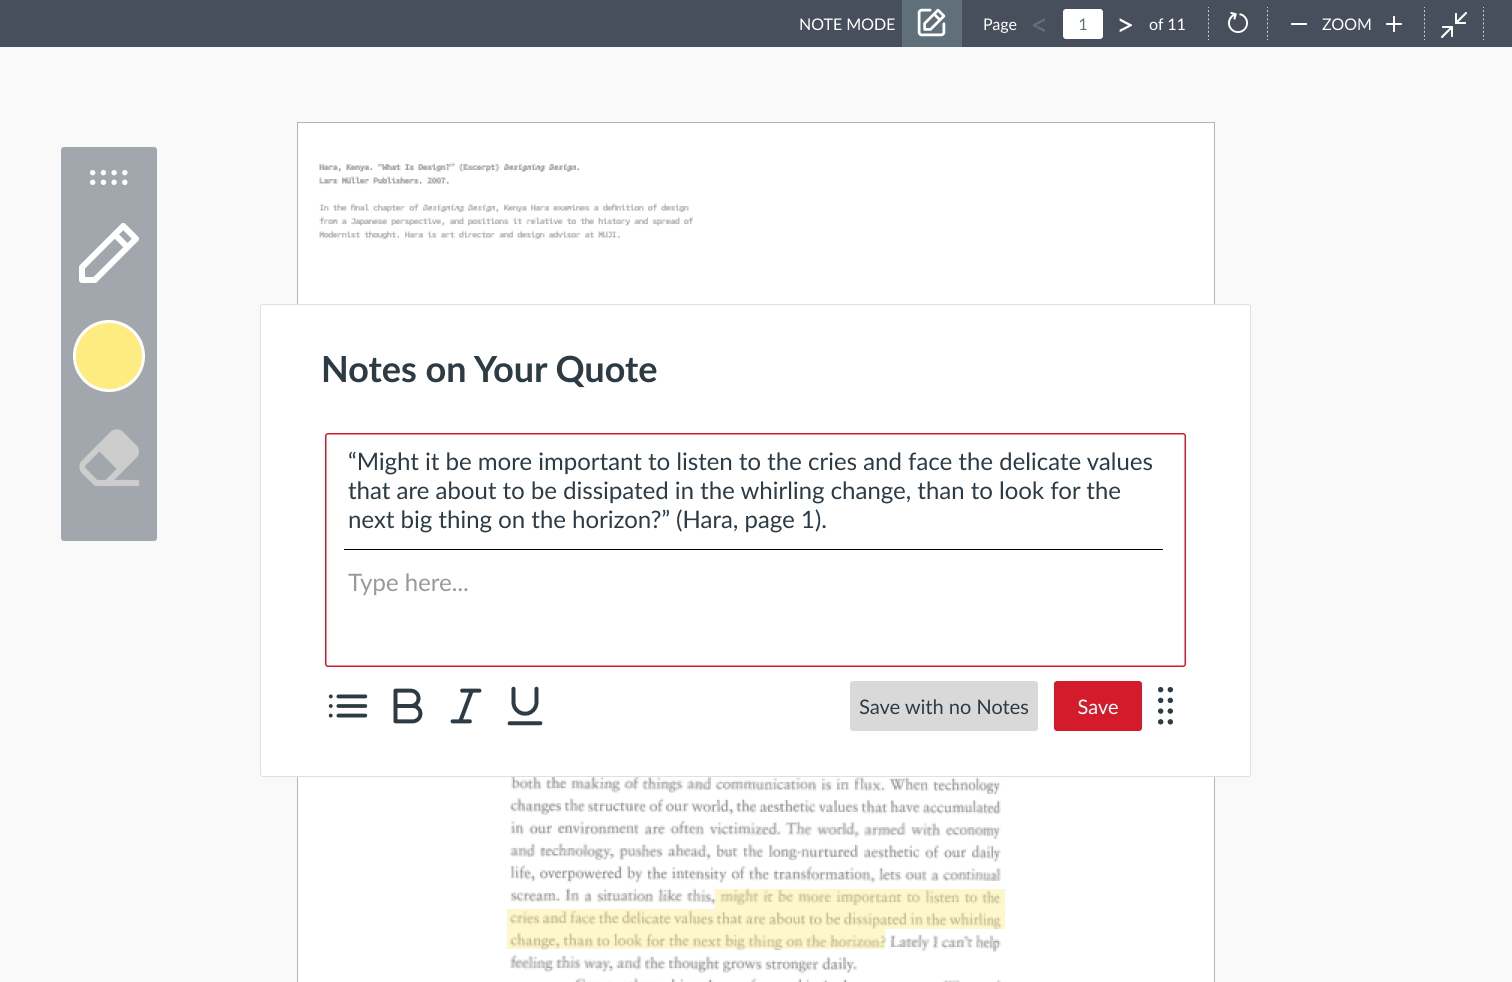 NOTE MODE Page < 1 > of 11 ZOOM
Hara, Kenya. "What Is Design?" (Excerpt) Designing Design.
Lars Müller Publishers. 2007.
In the final chapter of Designing Design, Kenya Hara examines a definition of design
from a Japanese perspective, and positions it relative to the history and spread of
Modernist thought. Hara is art director and design advisor at MUJI.
Notes on Your Quote
“Might it be more important to listen to the cries and face the delicate values
that are about to be dissipated in the whirling change, than to look for the
next big thing on the horizon?” (Hara, page 1).
Type here...
B I U
Save with no Notes Save
both the making of things and communication is in flux. When technology
changes the structure of our world, the aesthetic values that have accumulated
in our environment are often victimized. The world, armed with economy
and technology, pushes ahead, but the long-nurtured aesthetic of our daily
life, overpowered by the intensity of the transformation, lets out a continual
scream. In a situation like this, might it be more important to listen to the
cries and face the delicate values that are about to be dissipated in the whirling
change, than to look for the next big thing on the horizon? Lately I can't help
feeling this way, and the thought grows stronger daily.